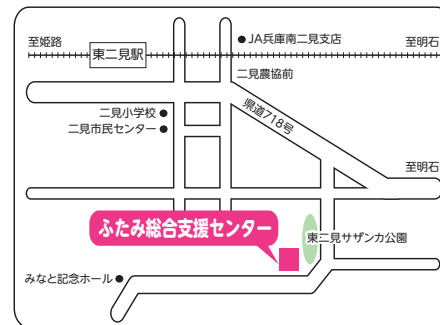 JA兵庫南二見支店
至姫路
東二見駅
至明石
二見農協前
県道718号
二見小学校
二見市民センター
至明石
ふたみ総合支援センター
東二見サザンカ公園
みなと記念ホール